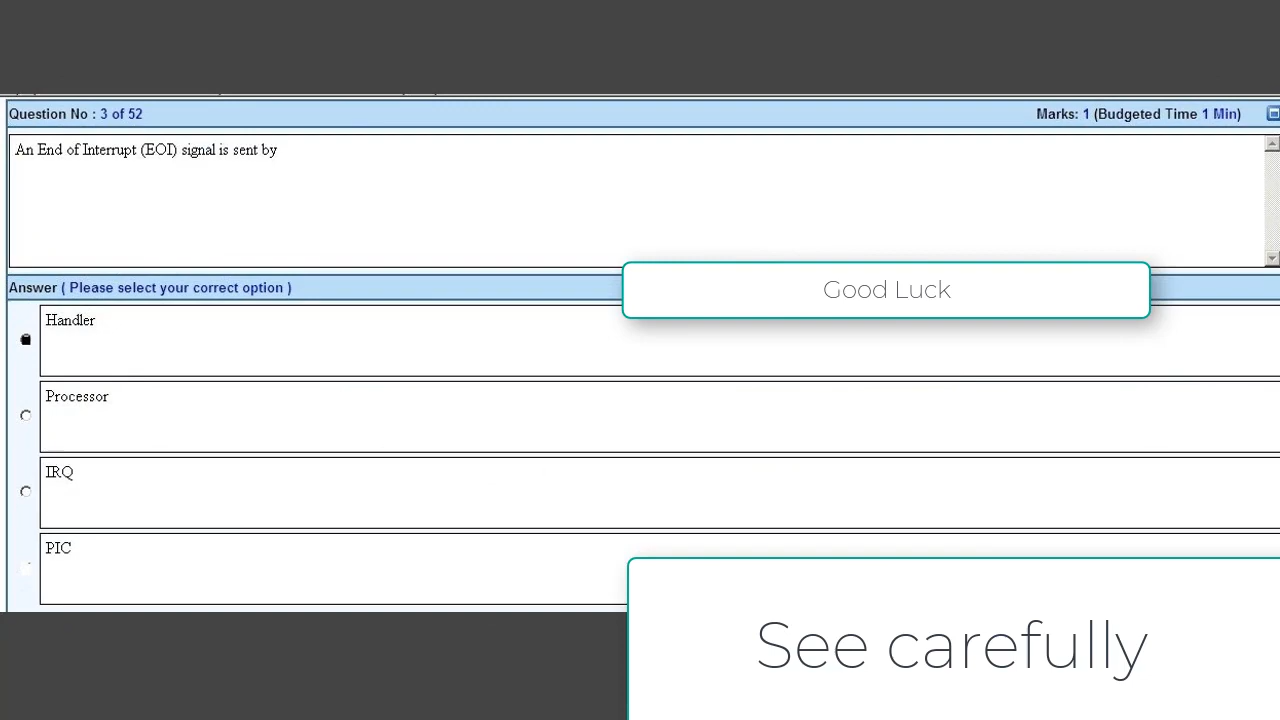 Question No : 3 of 52 Marks: 1 (Budgeted Time 1 Min)
An End of Interrupt (EOI) signal is sent by
Answer ( Please select your correct option )
Good Luck
Handler
Processor
IRQ
PIC
See carefully